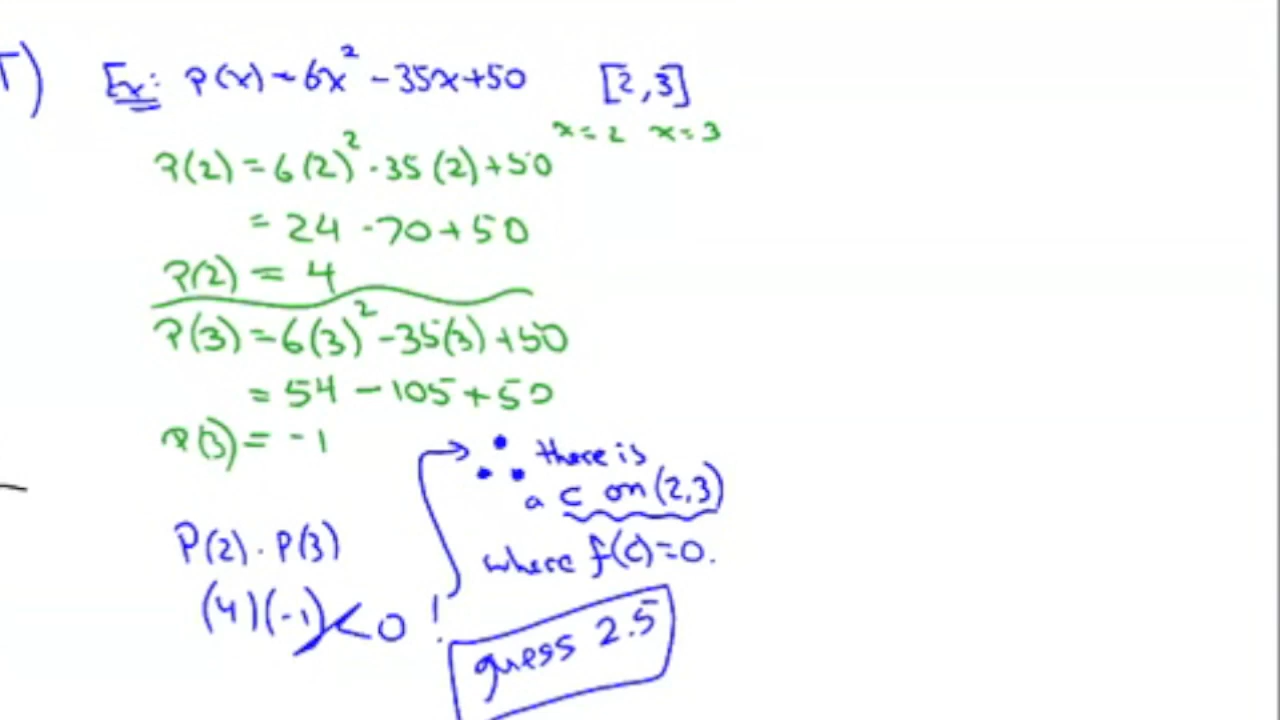 T)
Ex: P(x) = 6x² - 35x + 50 [2,3]
x = 2 x = 3
P(2) = 6(2)² - 35(2) + 50
= 24 - 70 + 50
P(2) = 4
P(3) = 6(3)² - 35(3) + 50
= 54 - 105 + 50
P(3) = -1
∴ there is
a c on (2,3)
where f(c) = 0.
P(2) · P(3)
(4)(-1) < 0 !
guess 2.5